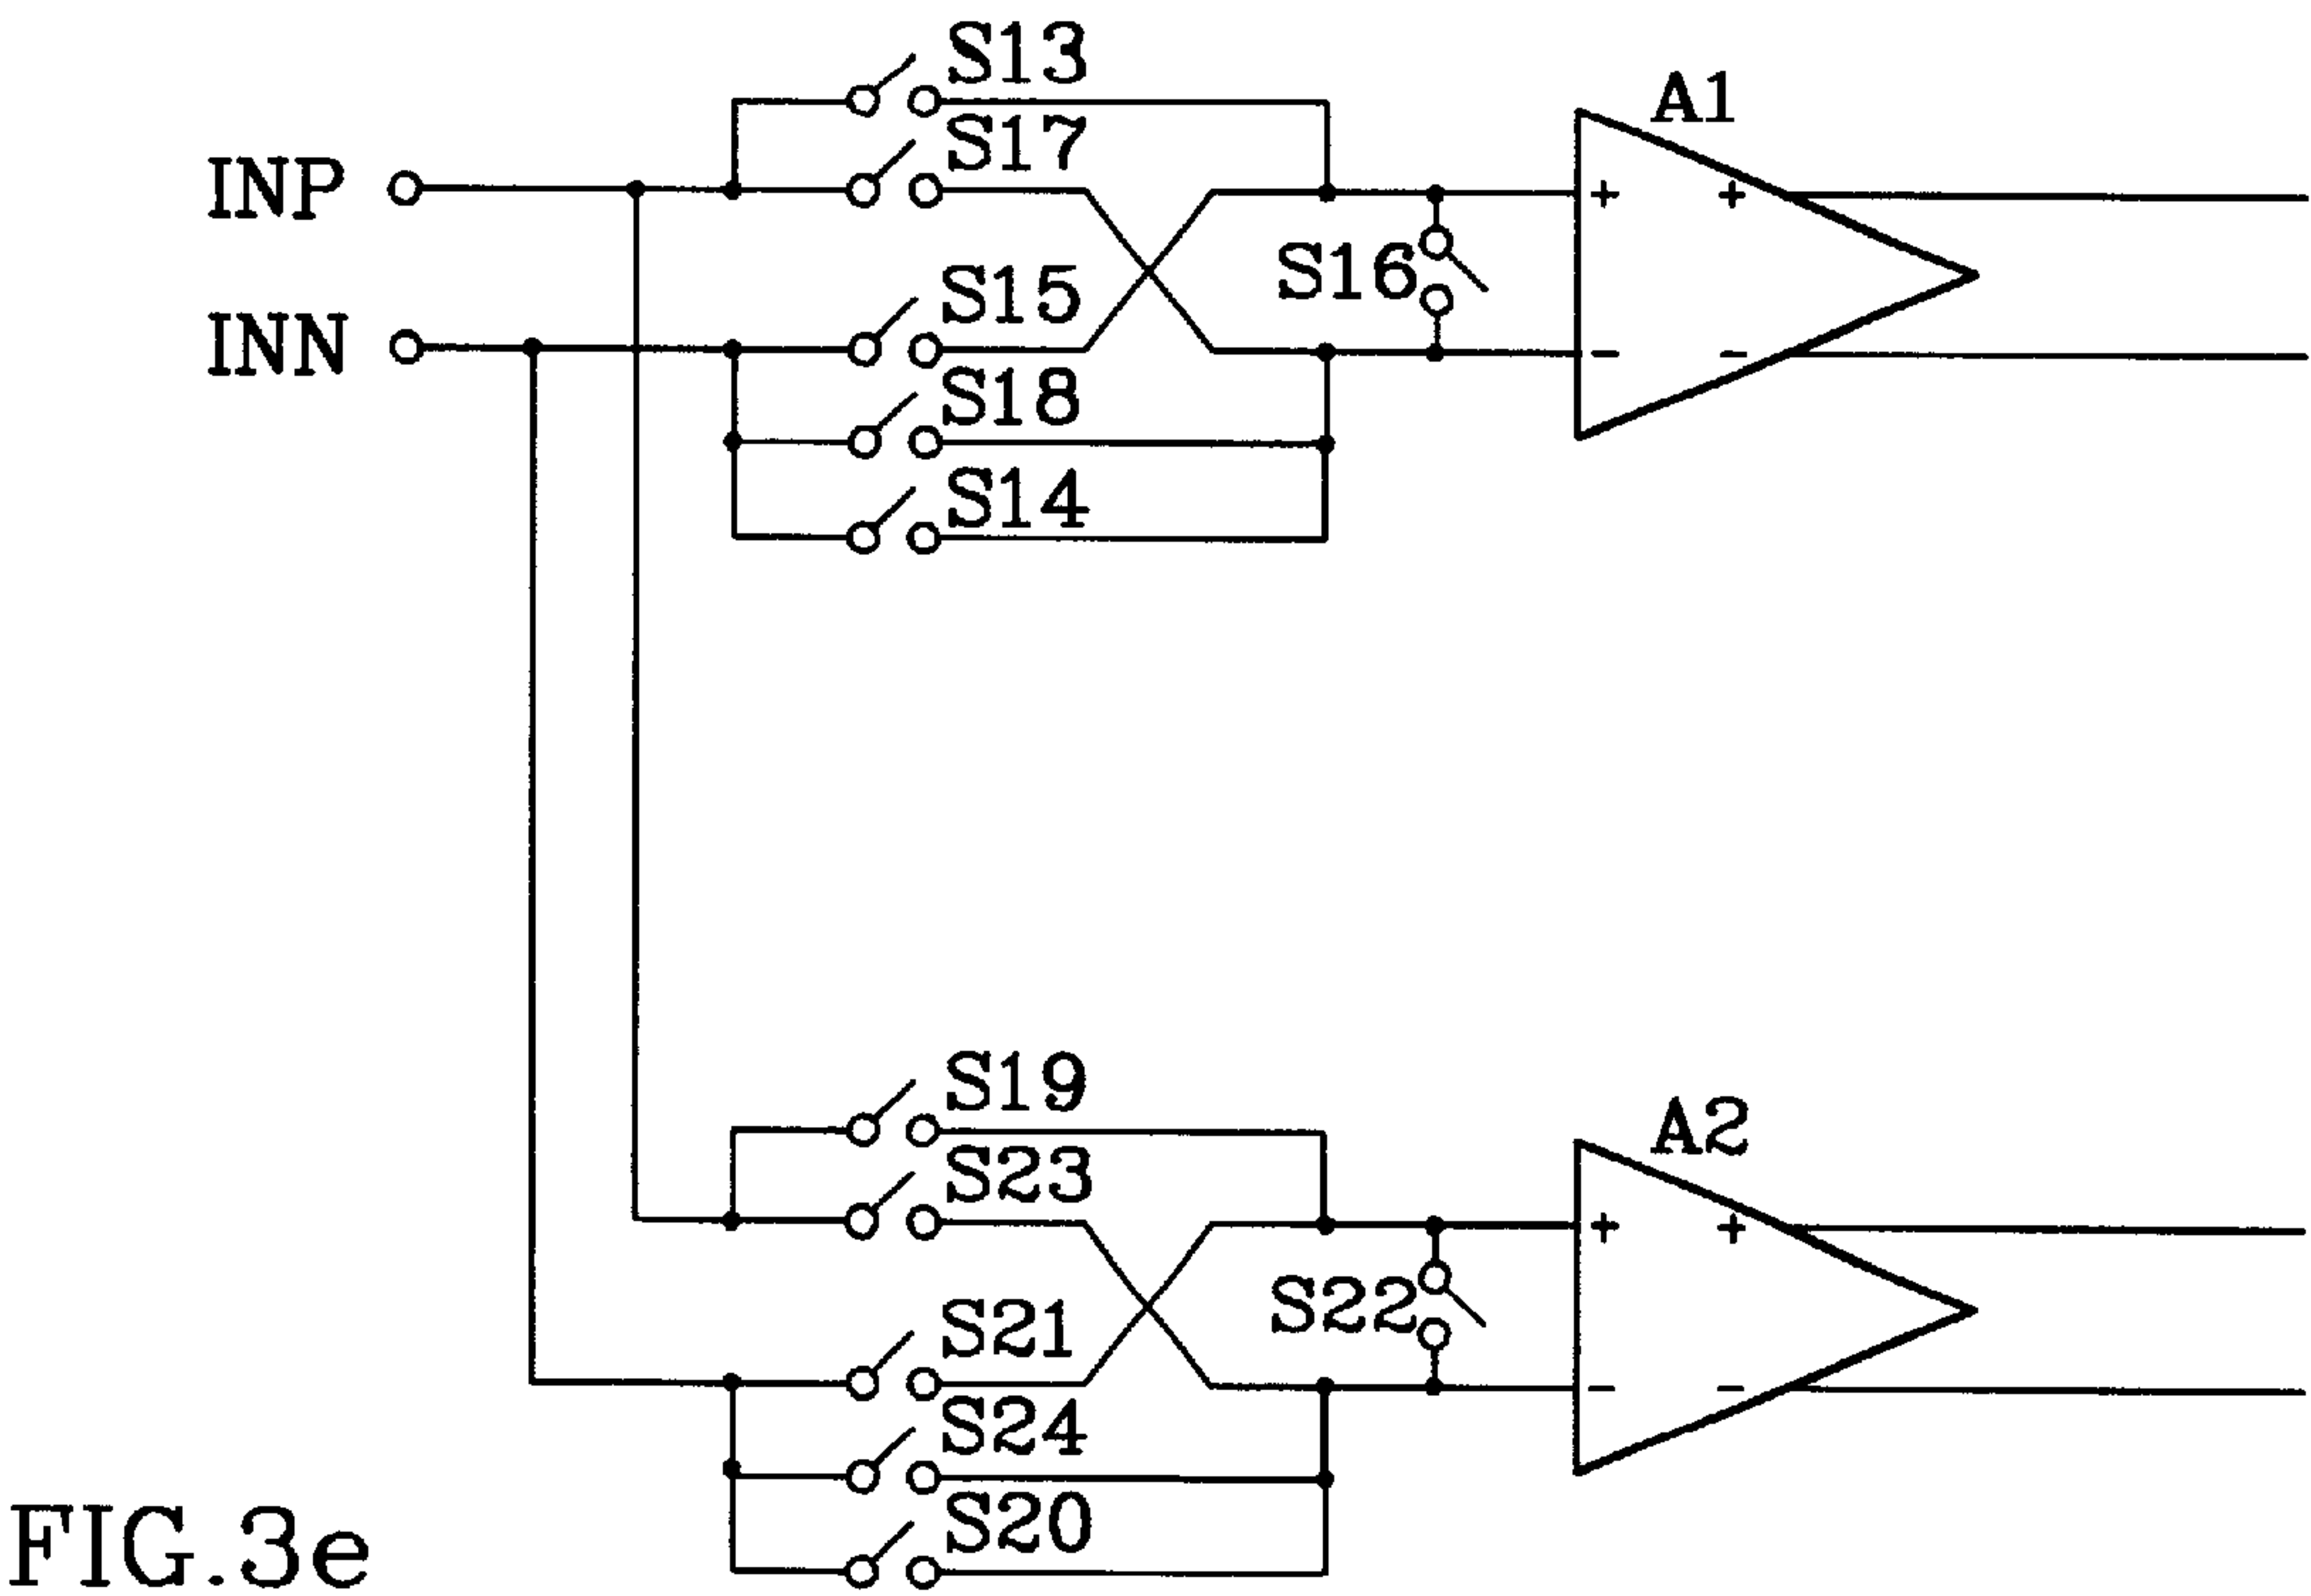 S13
A1
S17
INP
+ +
S16
S15
INN
- -
S18
S14
S19
A2
S23
+ +
S22
S21
- -
S24
S20
FIG.3e